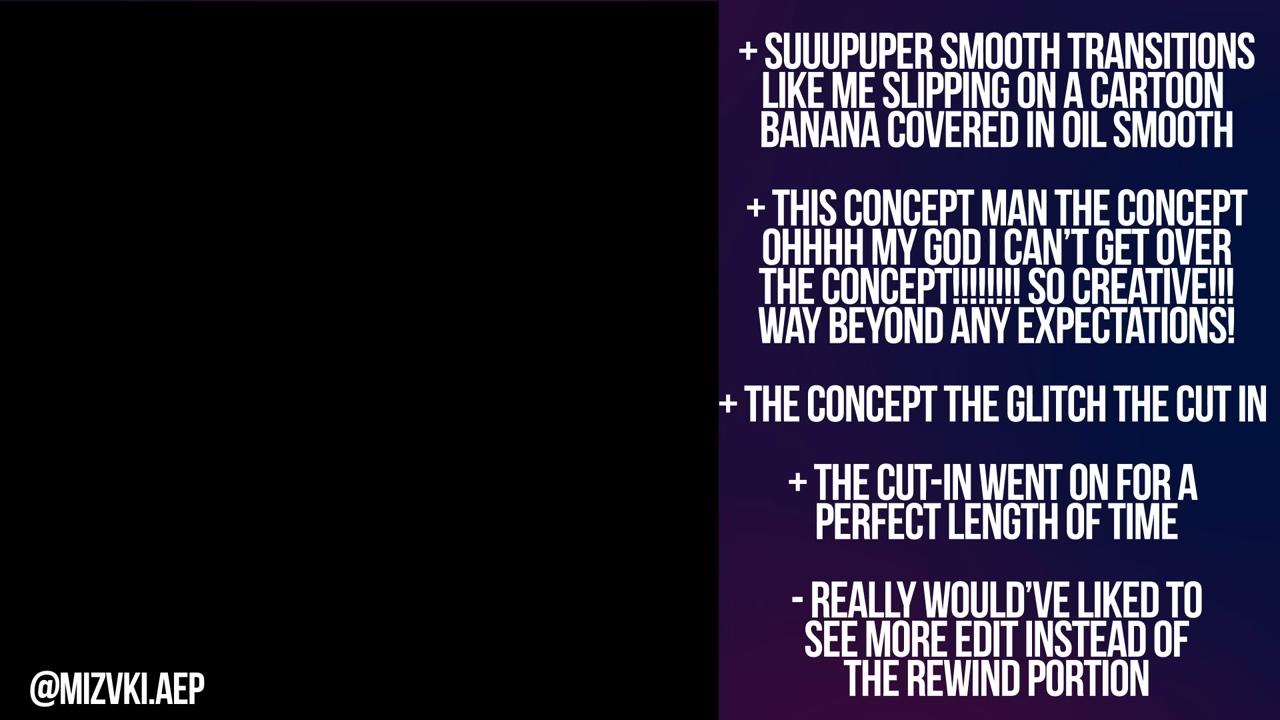 + SUUUPUPER SMOOTH TRANSITIONS
LIKE ME SLIPPING ON A CARTOON
BANANA COVERED IN OIL SMOOTH
+ THIS CONCEPT MAN THE CONCEPT
OHHHH MY GOD I CAN'T GET OVER
THE CONCEPT!!!!!!!! SO CREATIVE!!!
WAY BEYOND ANY EXPECTATIONS!
+ THE CONCEPT THE GLITCH THE CUT IN
+ THE CUT-IN WENT ON FOR A
PERFECT LENGTH OF TIME
- REALLY WOULD'VE LIKED TO
SEE MORE EDIT INSTEAD OF
THE REWIND PORTION
@MIZVKI.AEP